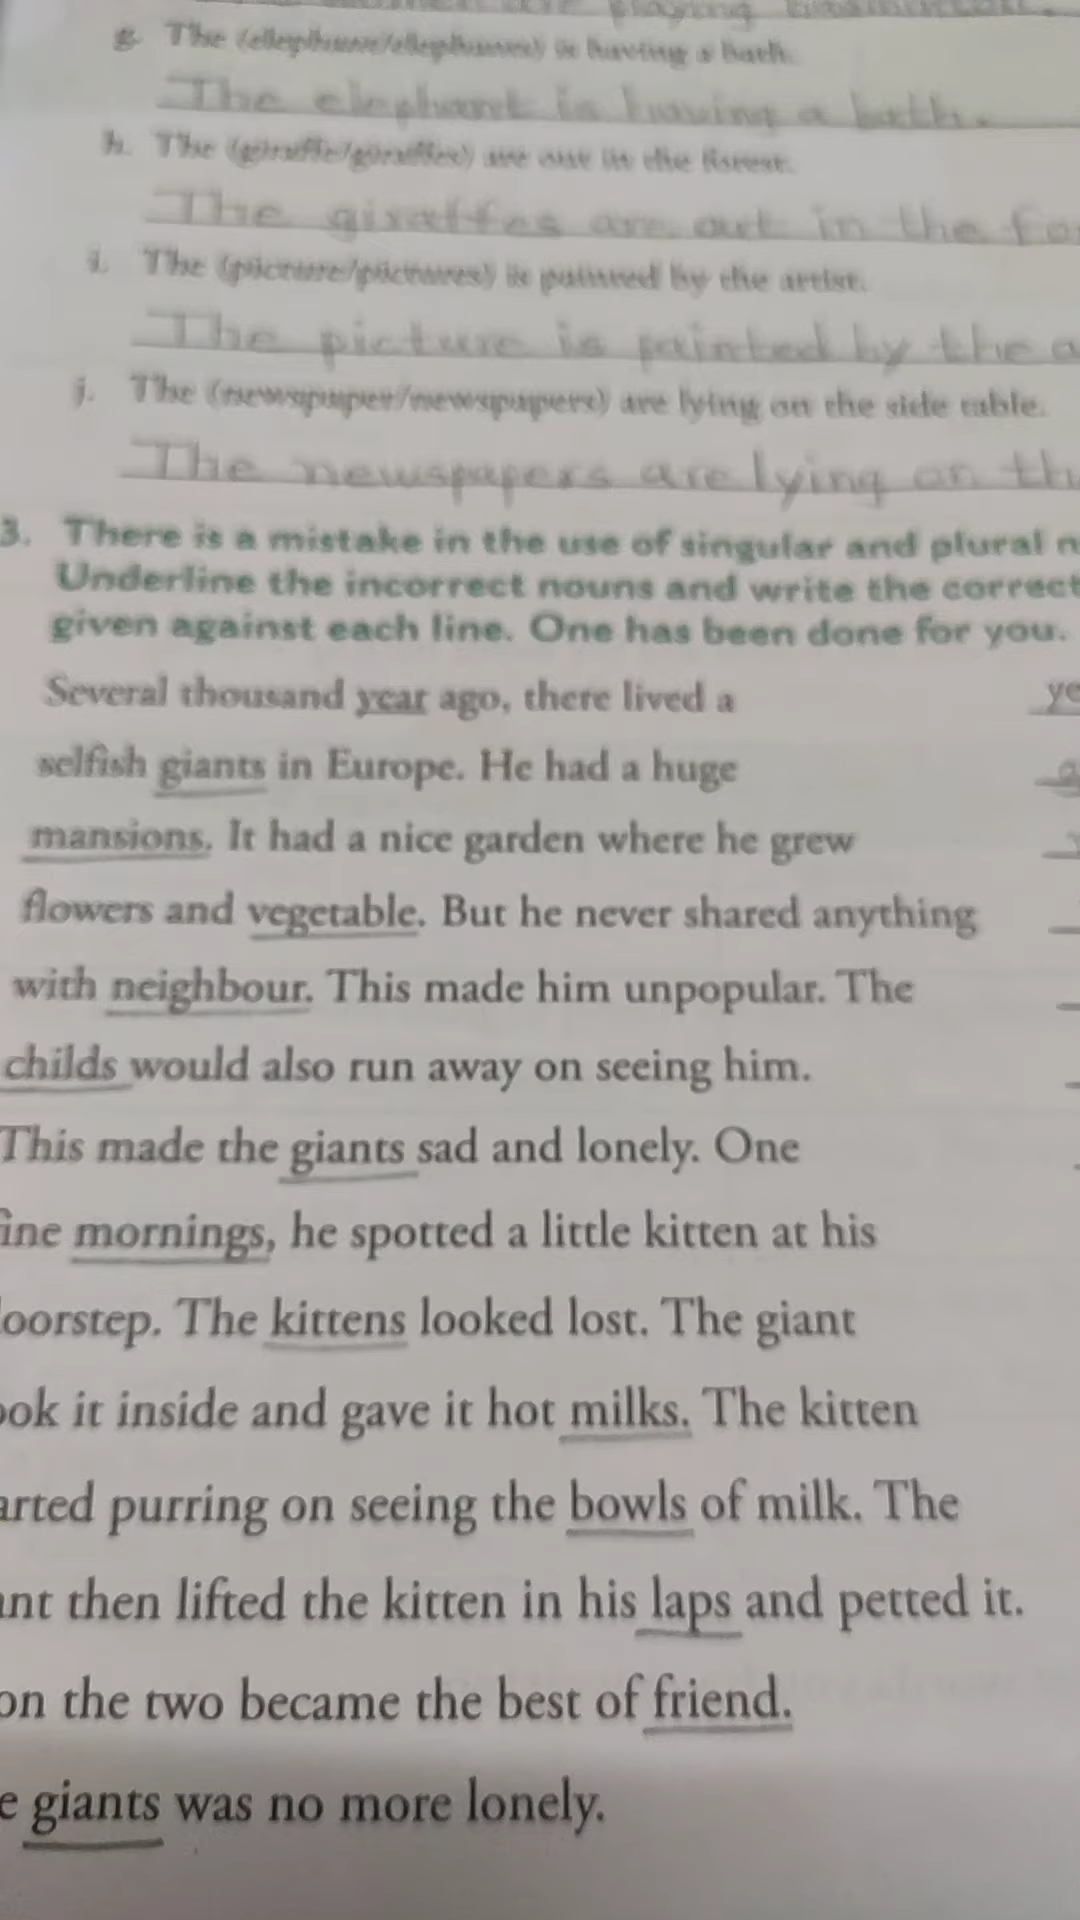 playing
g. The (elephant/elephants) is having a bath.
The elephant is having a bath.
h. The (giraffe/giraffes) are out in the forest.
The giraffes are out in the fo
i. The (picture/pictures) is painted by the artist.
The picture is painted by the a
j. The (newspaper/newspapers) are lying on the side table.
The newspapers are lying on th
3. There is a mistake in the use of singular and plural n
Underline the incorrect nouns and write the correct
given against each line. One has been done for you.
Several thousand year ago, there lived a ye
selfish giants in Europe. He had a huge
mansions. It had a nice garden where he grew
flowers and vegetable. But he never shared anything
with neighbour. This made him unpopular. The
childs would also run away on seeing him.
This made the giants sad and lonely. One
ine mornings, he spotted a little kitten at his
oorstep. The kittens looked lost. The giant
ook it inside and gave it hot milks. The kitten
arted purring on seeing the bowls of milk. The
ant then lifted the kitten in his laps and petted it.
on the two became the best of friend.
e giants was no more lonely.